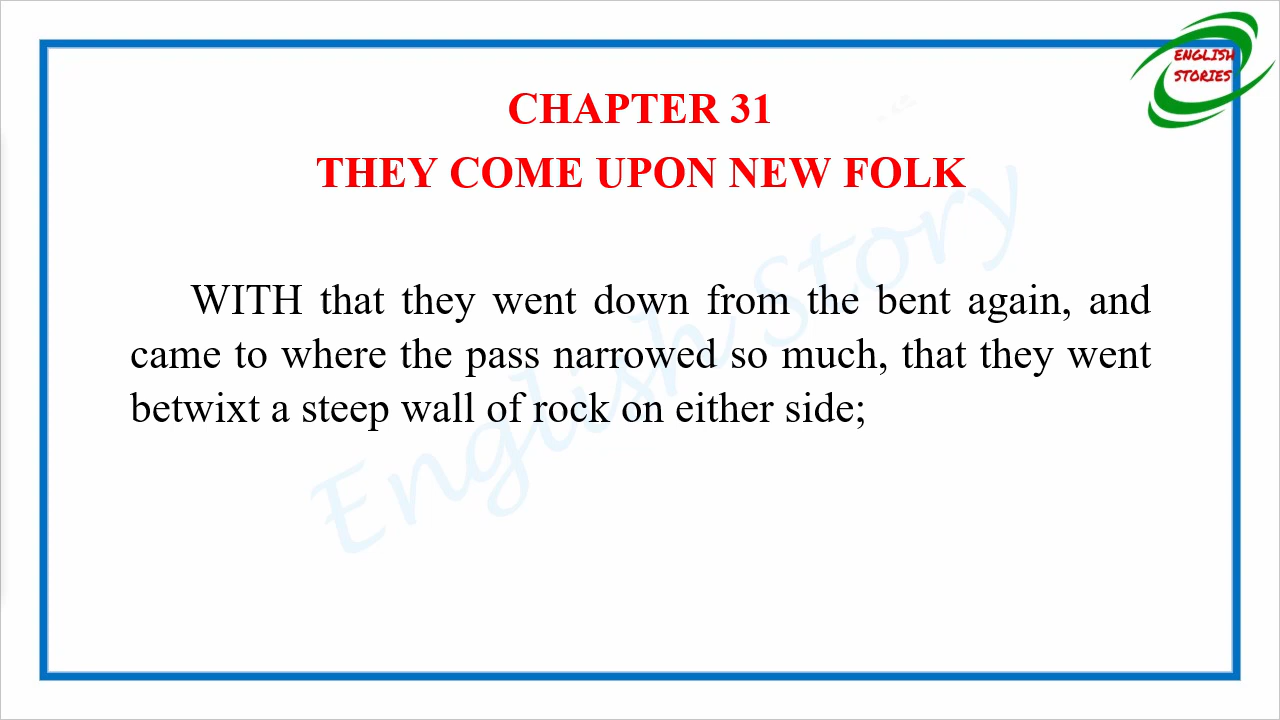 ENGLISH
STORIES
CHAPTER 31
THEY COME UPON NEW FOLK
WITH that they went down from the bent again, and
came to where the pass narrowed so much, that they went
betwixt a steep wall of rock on either side;
English Story